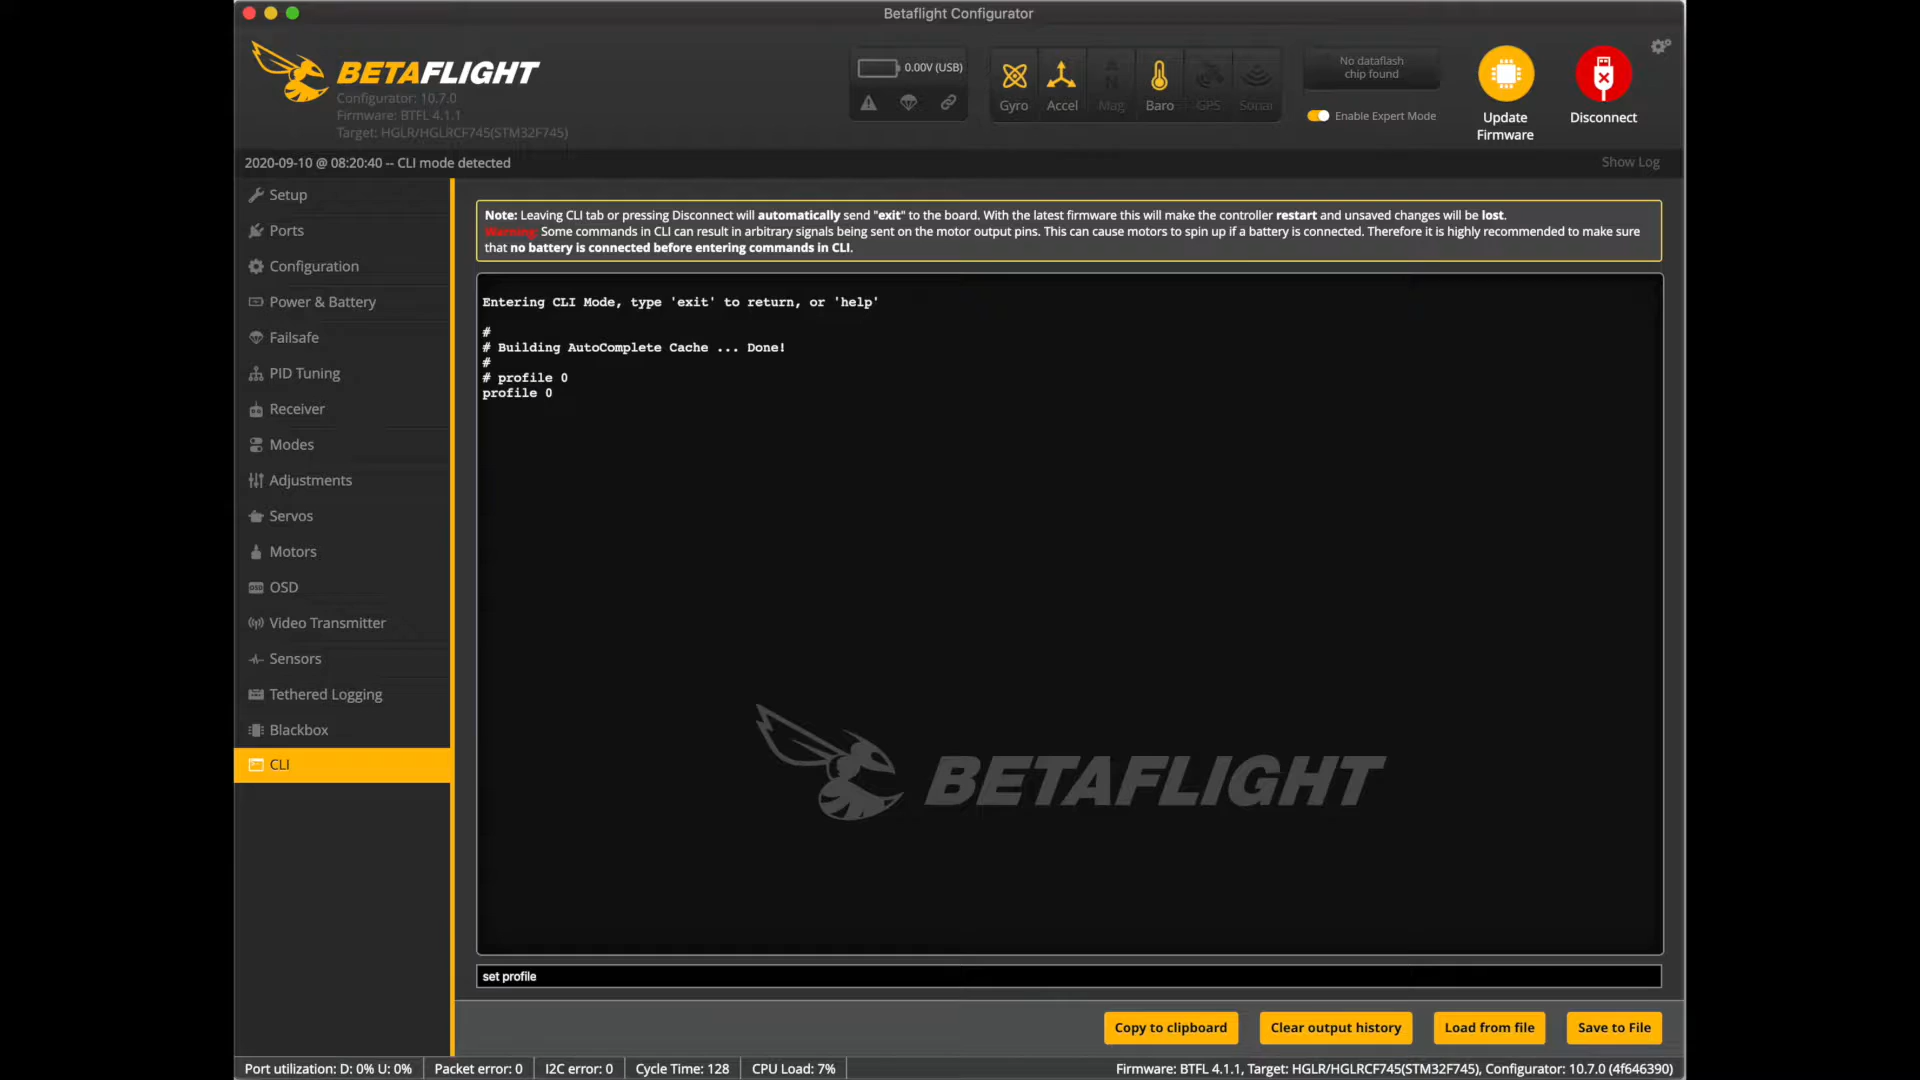 Betaflight Configurator
BETAFLIGHT
Configurator: 10.7.0
Firmware: BTFL 4.1.1
Target: HGLR/HGLRCF745(STM32F745)
0.00V (USB)
Gyro
Accel
Mag
Baro
GPS
Sonar
No dataflash
chip found
Enable Expert Mode
Update
Firmware
Disconnect
2020-09-10 @ 08:20:40 -- CLI mode detected
Show Log
Setup
Ports
Configuration
Power & Battery
Failsafe
PID Tuning
Receiver
Modes
Adjustments
Servos
Motors
OSD
Video Transmitter
Sensors
Tethered Logging
Blackbox
CLI
Note: Leaving CLI tab or pressing Disconnect will automatically send "exit" to the board. With the latest firmware this will make the controller restart and unsaved changes will be lost.
Warning: Some commands in CLI can result in arbitrary signals being sent on the motor output pins. This can cause motors to spin up if a battery is connected. Therefore it is highly recommended to make sure
that no battery is connected before entering commands in CLI.
Entering CLI Mode, type 'exit' to return, or 'help'
#
# Building AutoComplete Cache ... Done!
#
# profile 0
profile 0
BETAFLIGHT
set profile
Copy to clipboard
Clear output history
Load from file
Save to File
Port utilization: D: 0% U: 0%
Packet error: 0
I2C error: 0
Cycle Time: 128
CPU Load: 7%
Firmware: BTFL 4.1.1, Target: HGLR/HGLRCF745(STM32F745), Configurator: 10.7.0 (4f646390)